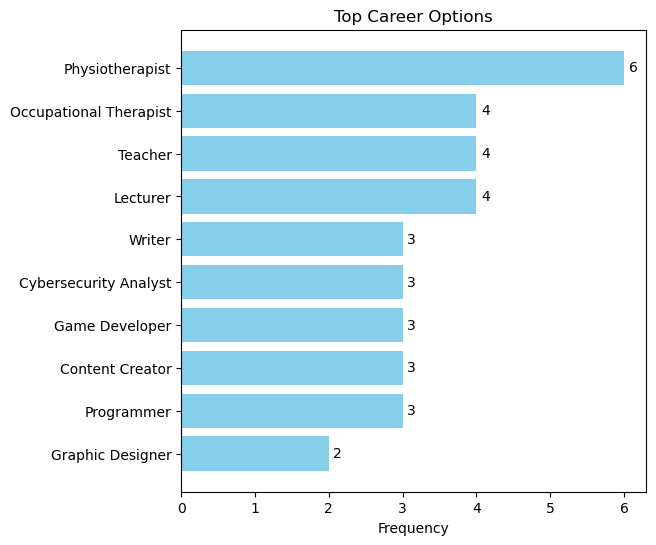 Top Career Options
Physiotherapist 6
Occupational Therapist 4
Teacher 4
Lecturer 4
Writer 3
Cybersecurity Analyst 3
Game Developer 3
Content Creator 3
Programmer 3
Graphic Designer 2
0 1 2 3 4 5 6
Frequency